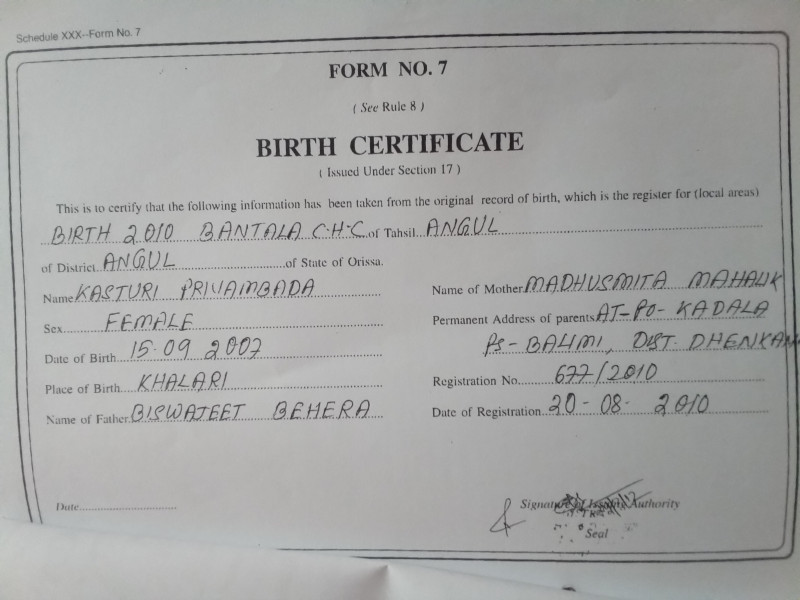 Schedule XXX--Form No. 7
FORM NO. 7
( See Rule 8 )
BIRTH CERTIFICATE
( Issued Under Section 17 )
This is to certify that the following information has been taken from the original record of birth, which is the register for (local areas)
BIRTH 2010 BANTALA C.H.C. of Tahsil ANGUL
of District ANGUL of State of Orissa.
Name KASTURI PRIVAMBADA
Sex FEMALE
Date of Birth 15.09 2007
Place of Birth KHALARI
Name of Father BISWAJEET BEHERA
Name of Mother MADHUSMITA MAHALIK
Permanent Address of parents AT-PO- KADALA
PS- BALIMI, DIST. DHENKAN
Registration No. 677/2010
Date of Registration 20-08- 2010
Date
Signature of Issuing Authority
Seal